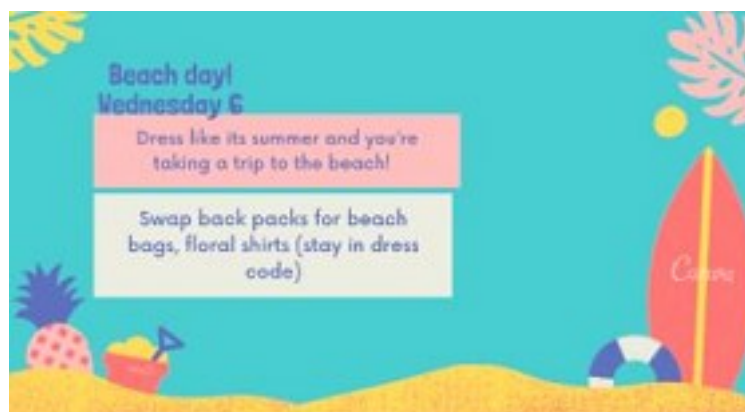 Beach day!
Wednesday 6
Dress like its summer and you're
taking a trip to the beach!
Swap back packs for beach
bags, floral shirts (stay in dress
code)
Canva